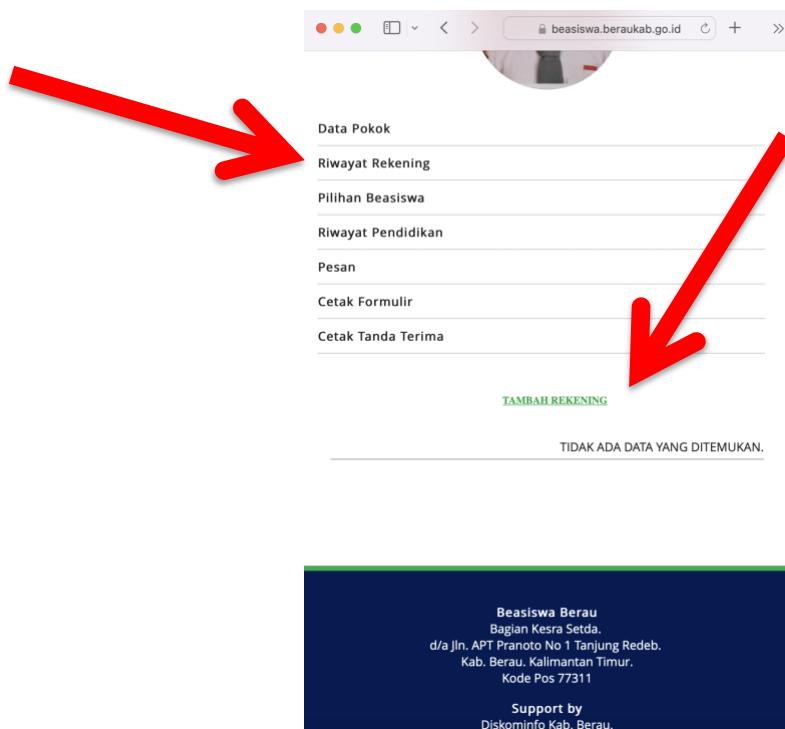 beasiswa.beraukab.go.id
Data Pokok
Riwayat Rekening
Pilihan Beasiswa
Riwayat Pendidikan
Pesan
Cetak Formulir
Cetak Tanda Terima
TAMBAH REKENING
TIDAK ADA DATA YANG DITEMUKAN.
Beasiswa Berau
Bagian Kesra Setda.
d/a Jln. APT Pranoto No 1 Tanjung Redeb.
Kab. Berau. Kalimantan Timur.
Kode Pos 77311
Support by
Diskominfo Kab. Berau.